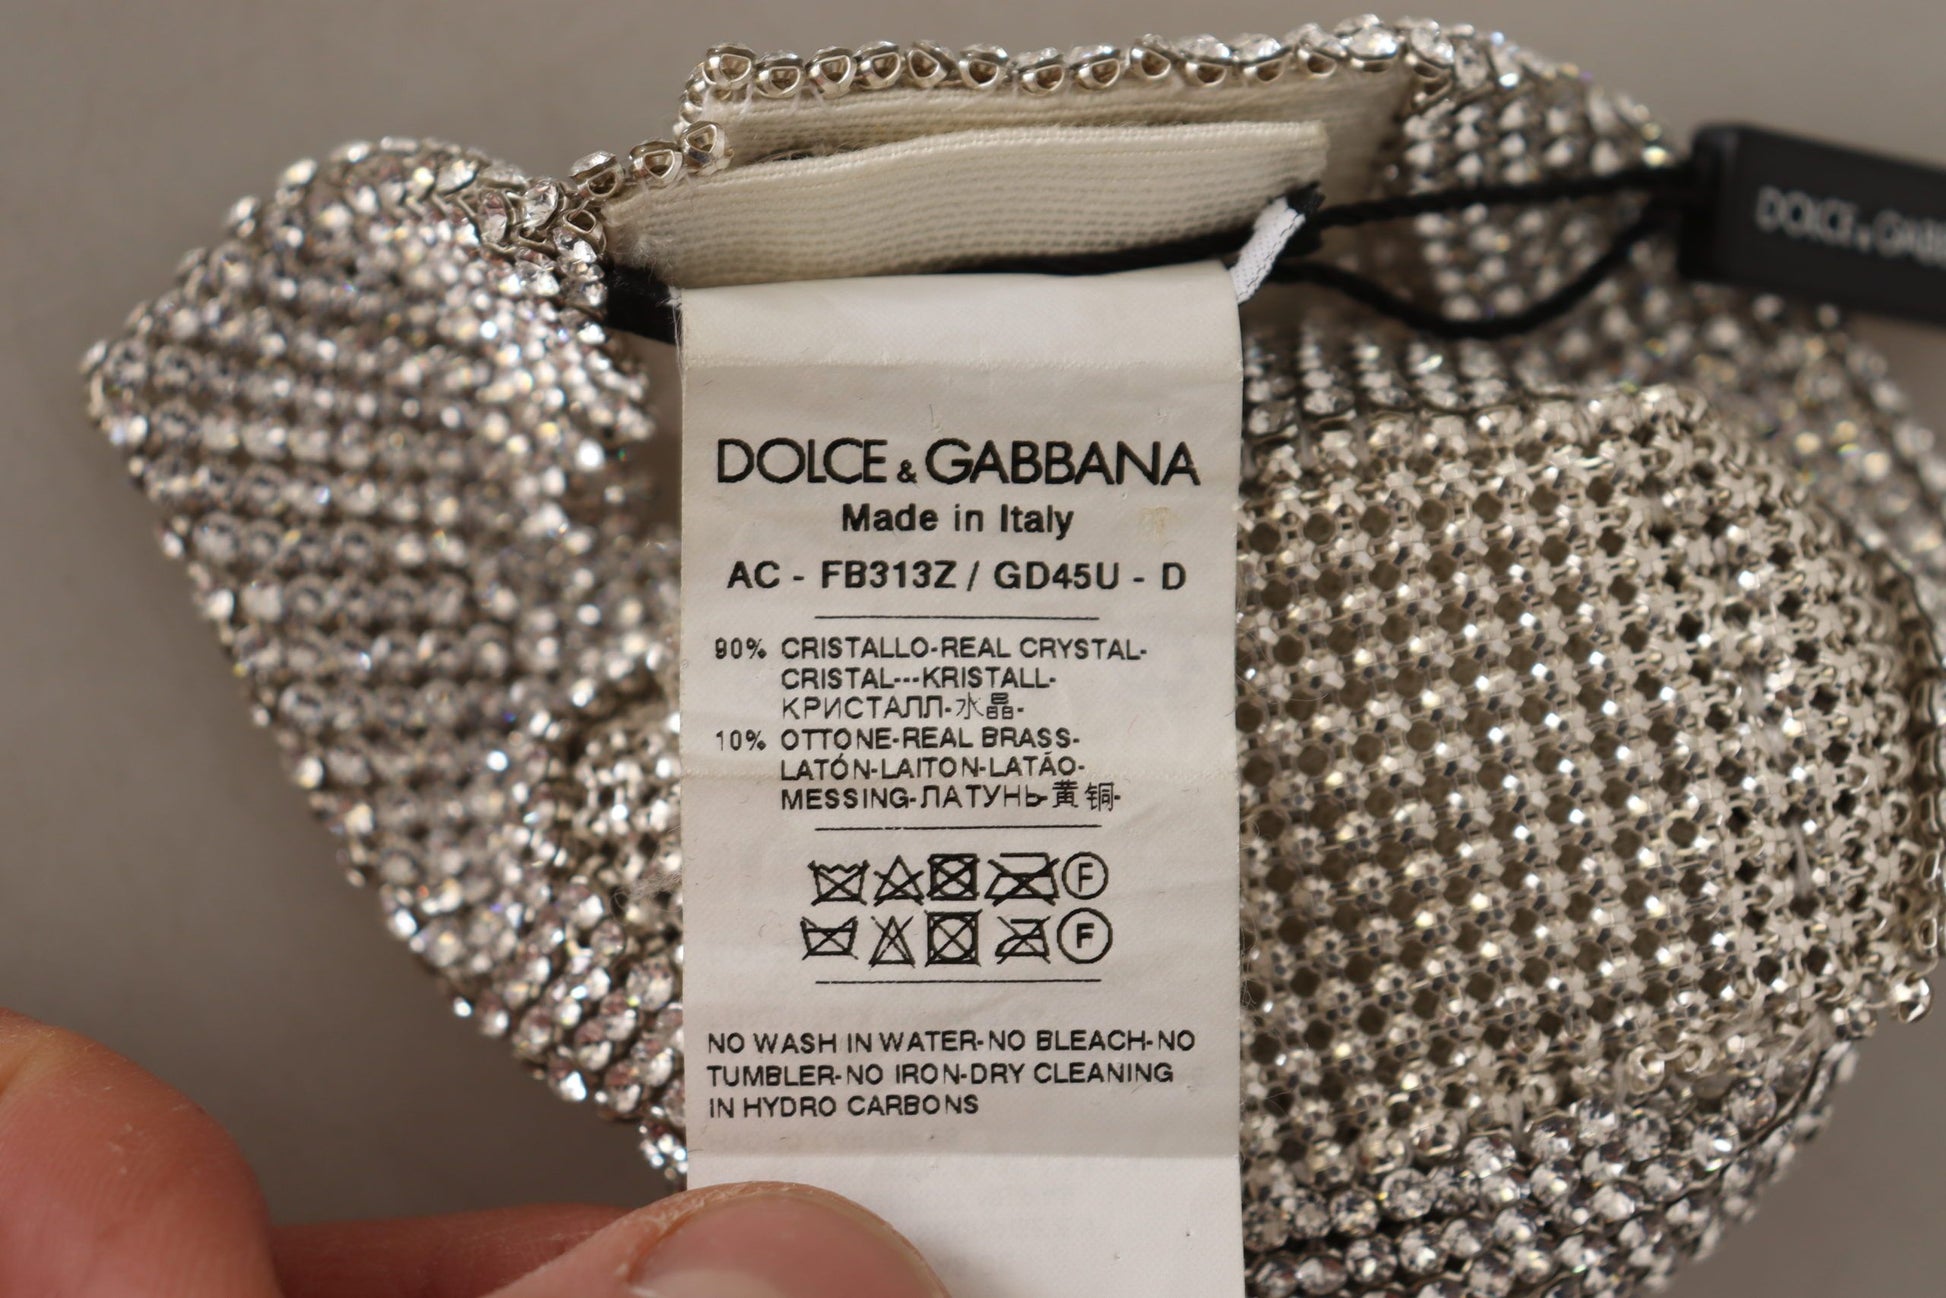 DOLCE & GABBANA
Made in Italy
AC - FB313Z / GD45U - D
90% CRISTALLO-REAL CRYSTAL-
CRISTAL---KRISTALL-
КРИСТАЛЛ-水晶-
10% OTTONE-REAL BRASS-
LATÓN-LAITON-LATÃO-
MESSING-ЛАТУНЬ-黄铜-
F
F
NO WASH IN WATER-NO BLEACH-NO
TUMBLER-NO IRON-DRY CLEANING
IN HYDRO CARBONS
DOLCE & GAB